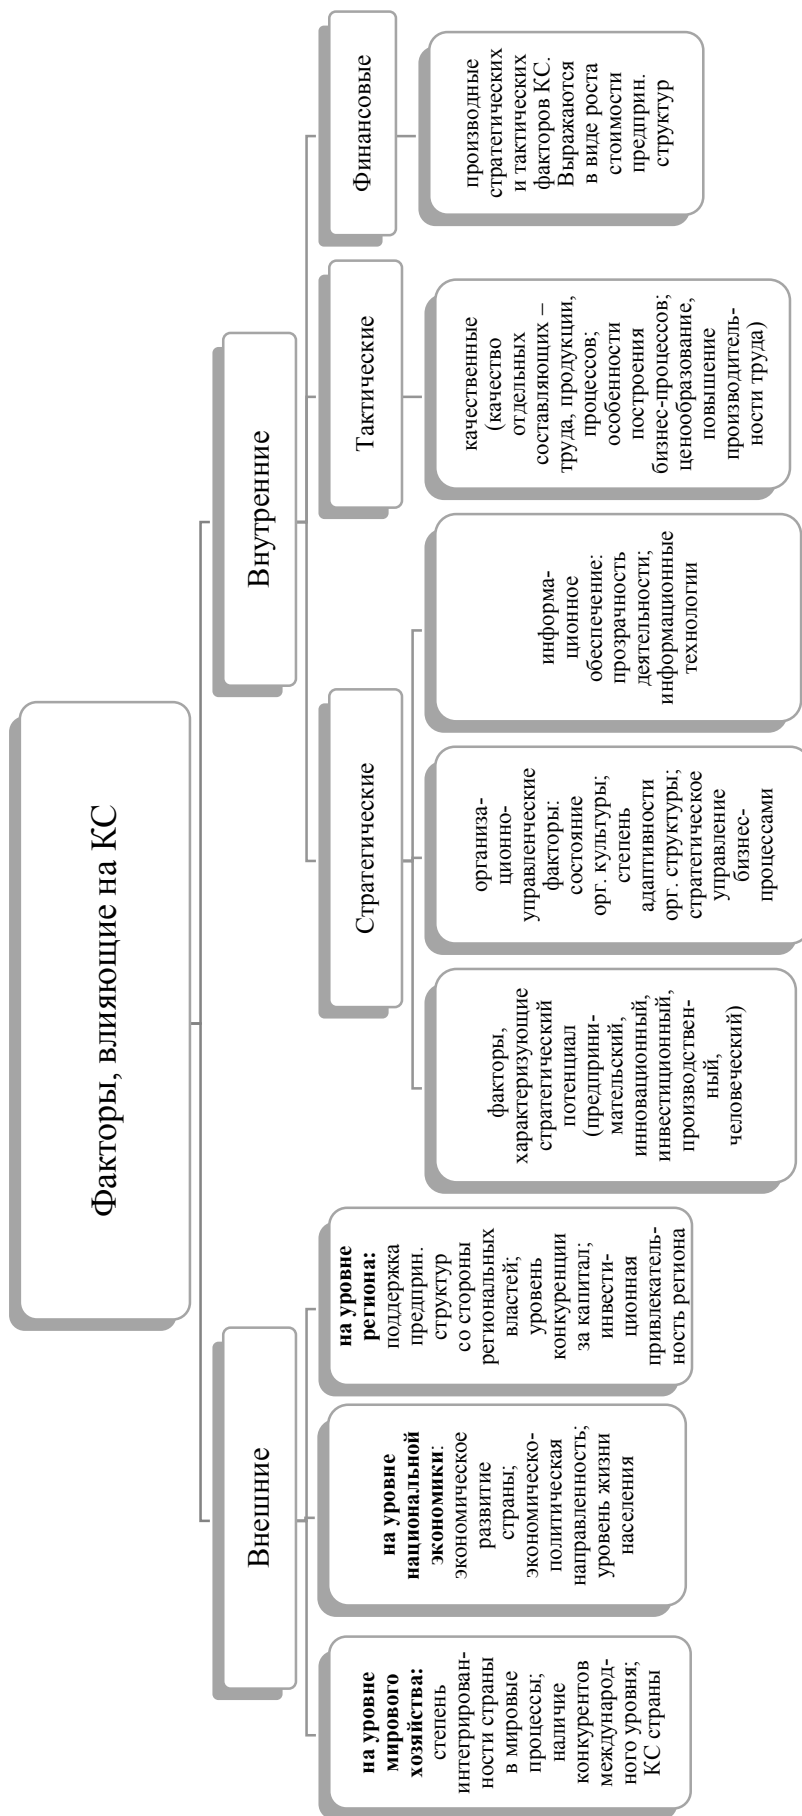 Факторы, влияющие на КС
Внешние
на уровне
мирового
хозяйства:
степень
интегрирован-
ности страны
в мировые
процессы;
наличие
конкурентов
международ-
ного уровня;
КС страны
на уровне
национальной
экономики:
экономическое
развитие
страны;
экономическо-
политическая
направленность;
уровень жизни
населения
на уровне
региона:
поддержка
предприн.
структур
со стороны
региональных
властей;
уровень
конкуренции
за капитал;
инвести-
ционная
привлекатель-
ность региона
Внутренние
Стратегические
факторы,
характеризующие
стратегический
потенциал
(предприни-
мательский,
инновационный,
инвестиционный,
производствен-
ный,
человеческий)
организа-
ционно-
управленческие
факторы:
состояние
орг. культуры;
степень
адаптивности
орг. структуры;
стратегическое
управление
бизнес-
процессами
информа-
ционное
обеспечение:
прозрачность
деятельности;
информационные
технологии
Тактические
качественные
(качество
отдельных
составляющих –
труда, продукции,
процессов;
особенности
построения
бизнес-процессов;
ценообразование,
повышение
производитель-
ности труда)
Финансовые
производные
стратегических
и тактических
факторов КС.
Выражаются
в виде роста
стоимости
предприн.
структур